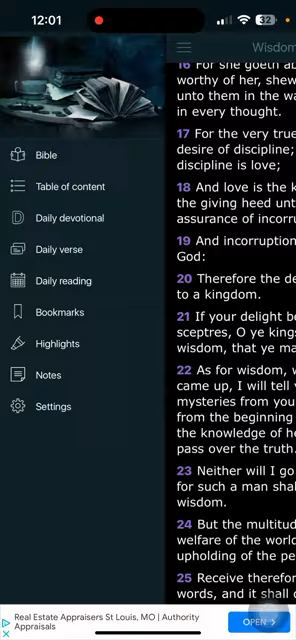 12:01
32
Wisdom
16 For she goeth ab
worthy of her, shew
unto them in the wa
in every thought.
17 For the very true
desire of discipline;
discipline is love;
18 And love is the k
the giving heed unt
assurance of incorru
19 And incorruption
God:
20 Therefore the de
to a kingdom.
21 If your delight be
sceptres, O ye kings
wisdom, that ye ma
22 As for wisdom, w
came up, I will tell y
mysteries from you
from the beginning
the knowledge of he
pass over the truth.
23 Neither will I go
for such a man shal
wisdom.
24 But the multitud
welfare of the world
upholding of the pe
25 Receive therefor
words, and it shall d
Bible
Table of content
Daily devotional
Daily verse
Daily reading
Bookmarks
Highlights
Notes
Settings
Real Estate Appraisers St Louis, MO | Authority
Appraisals
OPEN